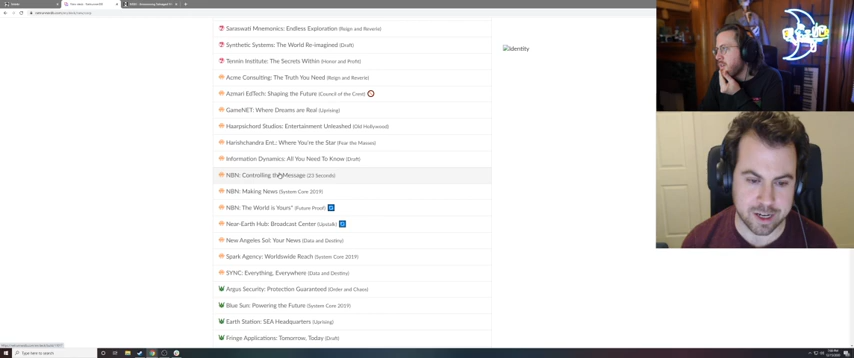 Saraswati Mnemonics: Endless Exploration (Reign and Reverie)
Synthetic Systems: The World Re-imagined (Draft)
Identity
Tennin Institute: The Secrets Within (Honor and Profit)
Acme Consulting: The Truth You Need (Reign and Reverie)
Azmari EdTech: Shaping the Future (Council of the Crest)
GameNET: Where Dreams are Real (Uprising)
Haarpsichord Studios: Entertainment Unleashed (Old Hollywood)
Harishchandra Ent.: Where You're the Star (Fear the Masses)
Information Dynamics: All You Need To Know (Draft)
NBN: Controlling the Message (23 Seconds)
NBN: Making News (System Core 2019)
NBN: The World is Yours* (Future Proof)
Near-Earth Hub: Broadcast Center (Upstalk)
New Angeles Sol: Your News (Data and Destiny)
Spark Agency: Worldwide Reach (System Core 2019)
SYNC: Everything, Everywhere (Data and Destiny)
Argus Security: Protection Guaranteed (Order and Chaos)
Blue Sun: Powering the Future (System Core 2019)
Earth Station: SEA Headquarters (Uprising)
Fringe Applications: Tomorrow, Today (Draft)
Type here to search